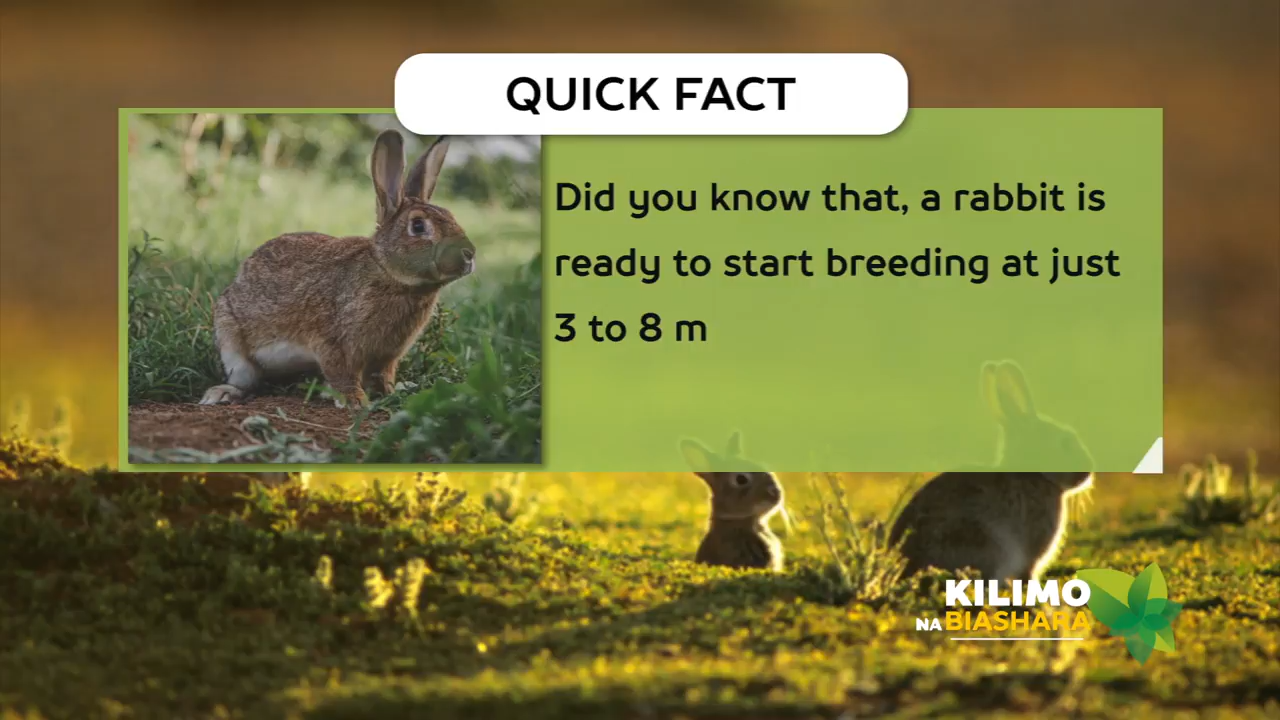 QUICK FACT
Did you know that, a rabbit is
ready to start breeding at just
3 to 8 m
KILIMO
NA BIASHARA